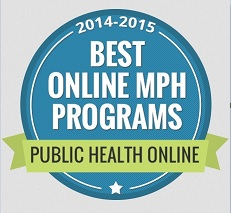 2014-2015
BEST
ONLINE MPH
PROGRAMS
PUBLIC HEALTH ONLINE